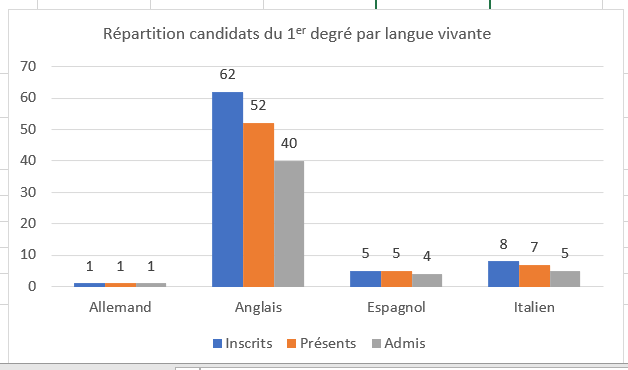 Répartition candidats du 1er degré par langue vivante
70
60
50
40
30
20
10
0
1 1 1
62 52 40
5 5 4
8 7 5
Allemand Anglais Espagnol Italien
Inscrits Présents Admis